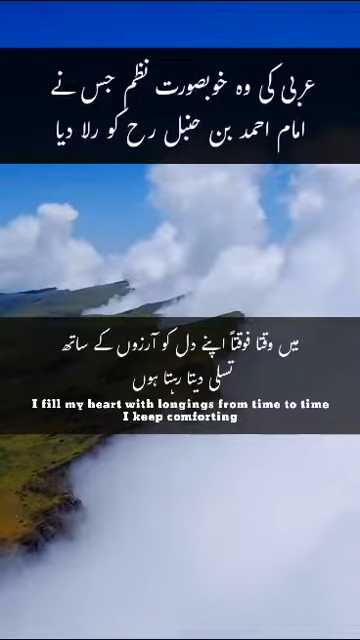 عربی کی وہ خوبصورت نظم جس نے
امام احمد بن حنبل رح کو رلا دیا
میں وقتا فوقتاً اپنے دل کو آرزوں کے ساتھ
تسلی دیتا رہتا ہوں
I fill my heart with longings from time to time
I keep comforting